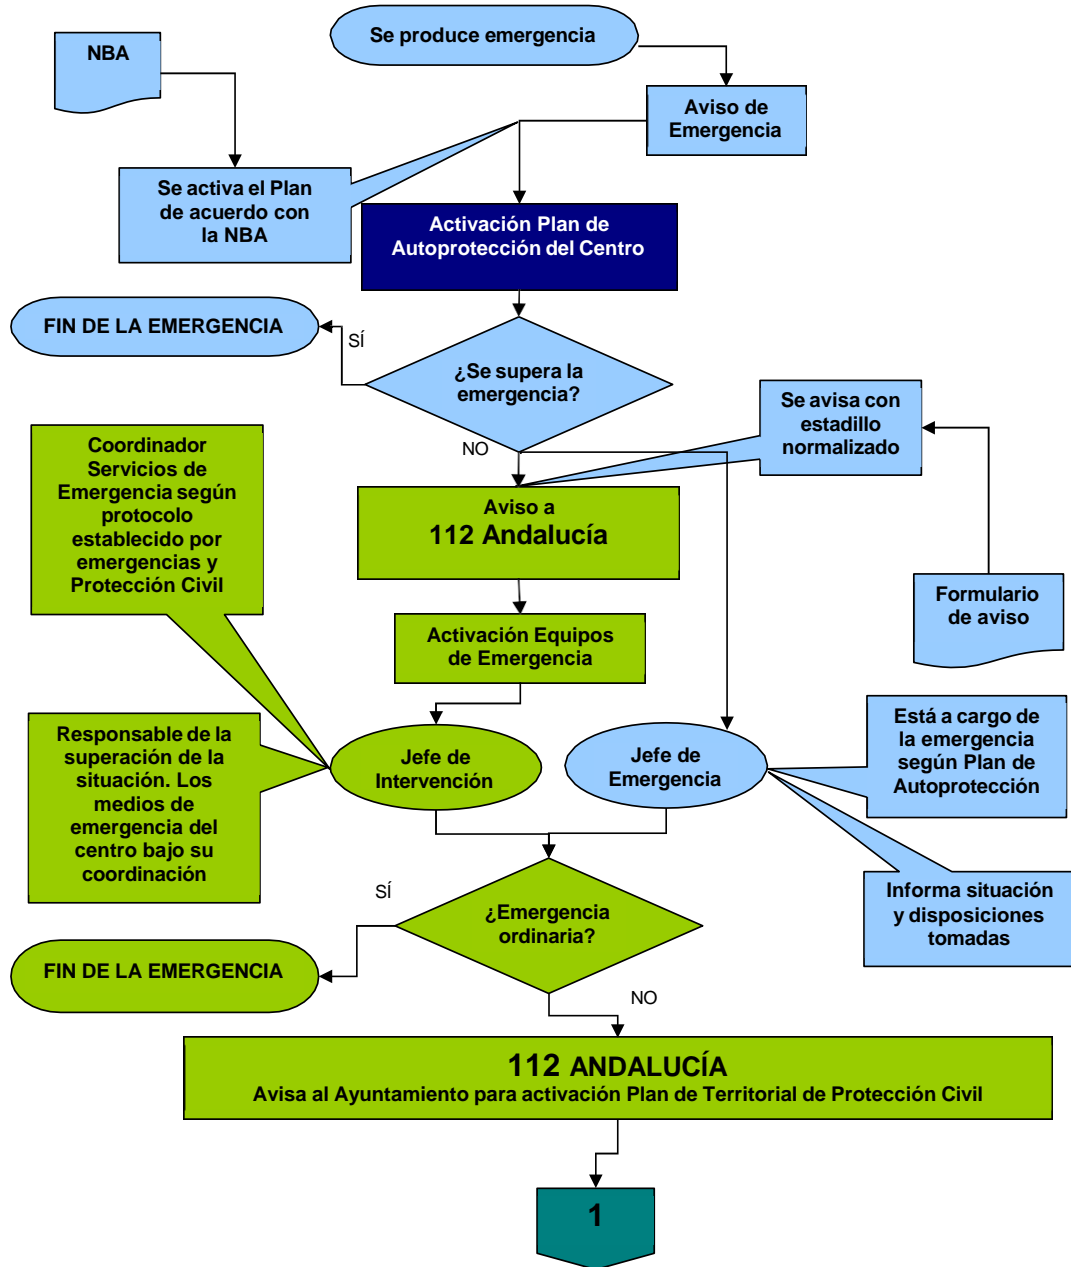 Se produce emergencia
NBA
Aviso de
Emergencia
Se activa el Plan
de acuerdo con
la NBA
Activación Plan de
Autoprotección del Centro
FIN DE LA EMERGENCIA
SÍ
¿Se supera la
emergencia?
NO
Se avisa con
estadillo
normalizado
Coordinador
Servicios de
Emergencia según
protocolo
establecido por
emergencias y
Protección Civil
Aviso a
112 Andalucía
Formulario
de aviso
Activación Equipos
de Emergencia
Responsable de la
superación de la
situación. Los
medios de
emergencia del
centro bajo su
coordinación
Jefe de
Intervención
Jefe de
Emergencia
Está a cargo de
la emergencia
según Plan de
Autoprotección
Informa situación
y disposiciones
tomadas
SÍ
¿Emergencia
ordinaria?
FIN DE LA EMERGENCIA
NO
112 ANDALUCÍA
Avisa al Ayuntamiento para activación Plan de Territorial de Protección Civil
1